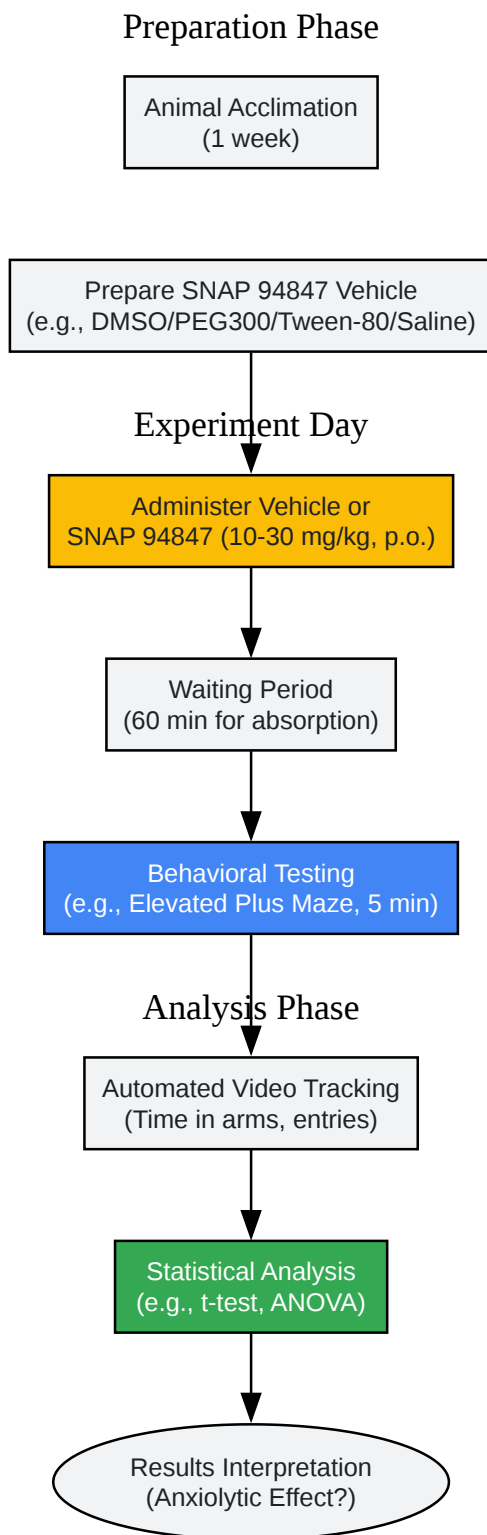 Preparation Phase
Animal Acclimation
(1 week)
Prepare SNAP 94847 Vehicle
(e.g., DMSO/PEG300/Tween-80/Saline)
Experiment Day
Administer Vehicle or
SNAP 94847 (10-30 mg/kg, p.o.)
Waiting Period
(60 min for absorption)
Behavioral Testing
(e.g., Elevated Plus Maze, 5 min)
Analysis Phase
Automated Video Tracking
(Time in arms, entries)
Statistical Analysis
(e.g., t-test, ANOVA)
Results Interpretation
(Anxiolytic Effect?)